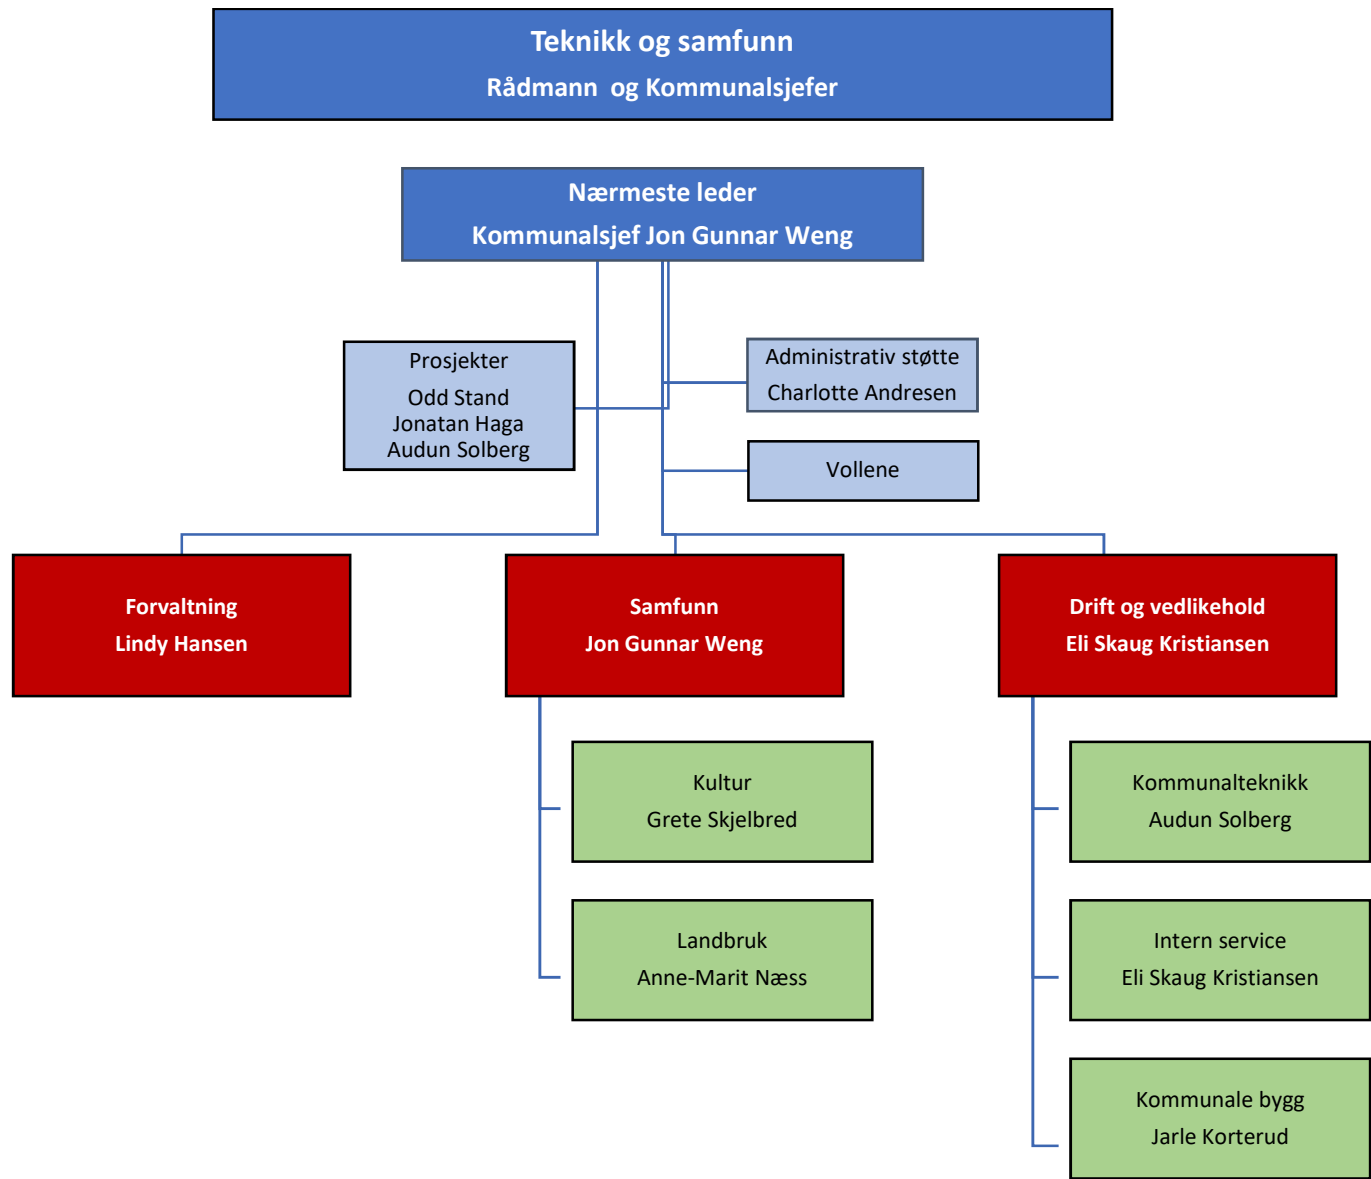 Teknikk og samfunn
Rådmann  og Kommunalsjefer
Nærmeste leder
Kommunalsjef Jon Gunnar Weng
Prosjekter
Odd Stand
Jonatan Haga
Audun Solberg
Administrativ støtte
Charlotte Andresen
Vollene
Forvaltning
Lindy Hansen
Samfunn
Jon Gunnar Weng
Drift og vedlikehold
Eli Skaug Kristiansen
Kultur
Grete Skjelbred
Landbruk
Anne-Marit Næss
Kommunalteknikk
Audun Solberg
Intern service
Eli Skaug Kristiansen
Kommunale bygg
Jarle Korterud